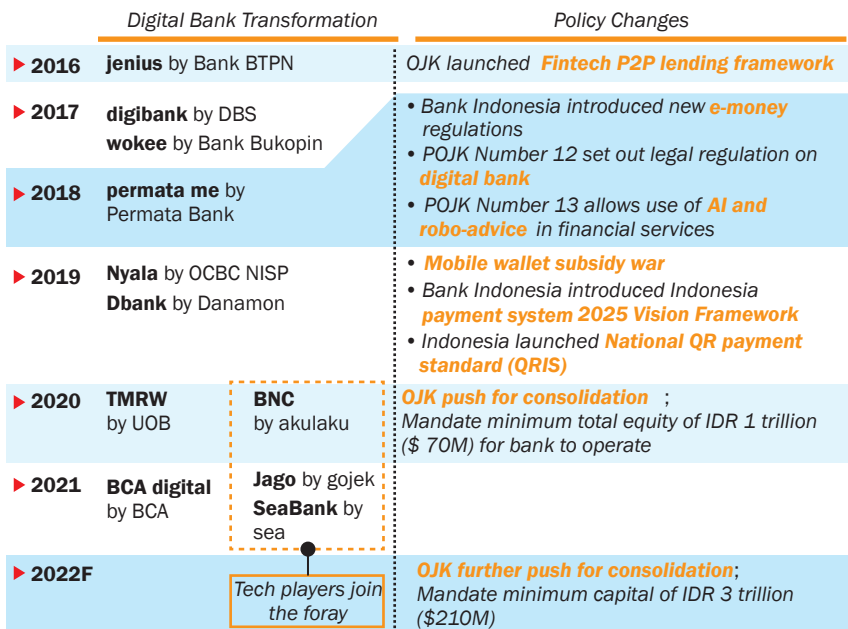 Digital Bank Transformation
Policy Changes
2016
jenius by Bank BTPN
OJK launched Fintech P2P lending framework
2017
digibank by DBS
wokee by Bank Bukopin
• Bank Indonesia introduced new e-money
regulations
• POJK Number 12 set out legal regulation on
digital bank
• POJK Number 13 allows use of AI and
robo-advice in financial services
2018
permata me by
Permata Bank
2019
Nyala by OCBC NISP
Dbank by Danamon
• Mobile wallet subsidy war
• Bank Indonesia introduced Indonesia
payment system 2025 Vision Framework
• Indonesia launched National QR payment
standard (QRIS)
2020
TMRW
by UOB
BNC
by akulaku
OJK push for consolidation ;
Mandate minimum total equity of IDR 1 trillion
($ 70M) for bank to operate
2021
BCA digital
by BCA
Jago by gojek
SeaBank by
sea
2022F
Tech players join
the foray
OJK further push for consolidation;
Mandate minimum capital of IDR 3 trillion
($210M)